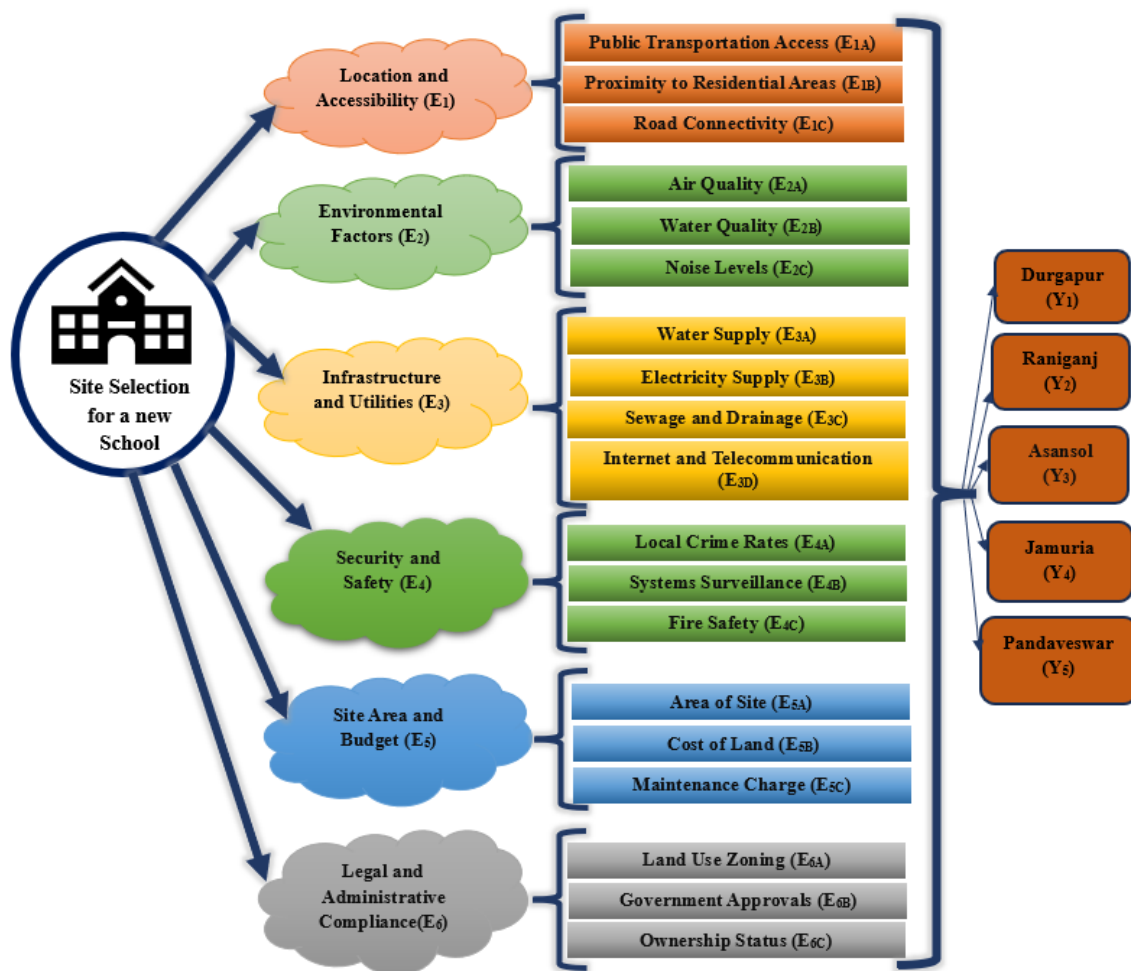 Site Selection
for a new
School
Location and
Accessibility (E₁)
Public Transportation Access (E₁ₐ)
Proximity to Residential Areas (E1B)
Road Connectivity (E1C)
Environmental
Factors (E₂)
Air Quality (E2A)
Water Quality (E2B)
Noise Levels (E2C)
Infrastructure
and Utilities (E₃)
Water Supply (E3A)
Electricity Supply (E3B)
Sewage and Drainage (E3C)
Internet and Telecommunication
(E3D)
Security and
Safety (E₄)
Local Crime Rates (E4A)
Systems Surveillance (E4B)
Fire Safety (E4C)
Site Area and
Budget (E₅)
Area of Site (E5A)
Cost of Land (E5B)
Maintenance Charge (E5C)
Legal and
Administrative
Compliance(E₆)
Land Use Zoning (E6A)
Government Approvals (E6B)
Ownership Status (E6C)
Durgapur
(Y₁)
Raniganj
(Y₂)
Asansol
(Y₃)
Jamuria
(Y₄)
Pandaveswar
(Y₅)